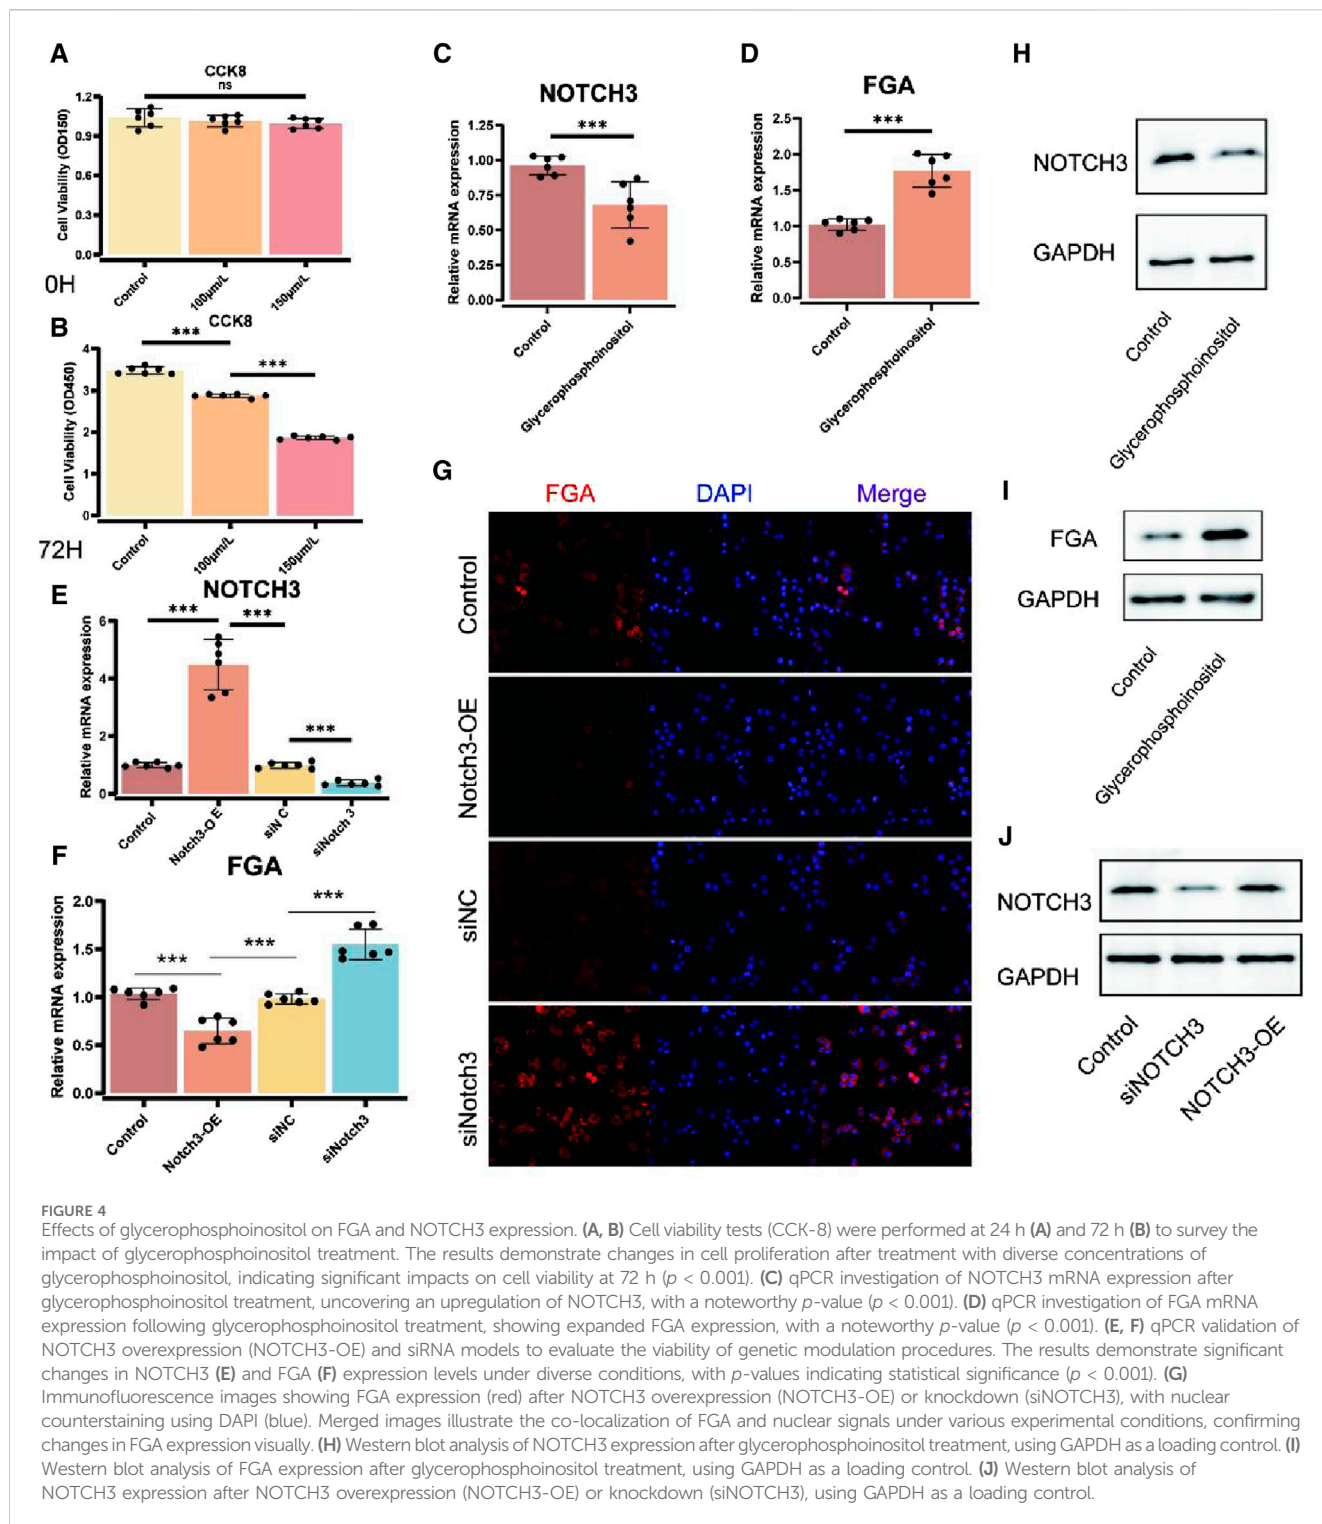 A
CCK8
ns
Cell Viability (OD150)
1.2
0.9
0.6
0.3
0.0
0H
Control
100μm/L
150μm/L
B
CCK8
***
***
Cell Viability (OD450)
4
3
2
1
0
72H
Control
100μm/L
150μm/L
C
NOTCH3
***
Relative mRNA expression
1.25
1.00
0.75
0.50
0.25
0.00
Control
Glycerophosphoinositol
D
FGA
***
Relative mRNA expression
2.5
2.0
1.5
1.0
0.5
0.0
Control
Glycerophosphoinositol
E
NOTCH3
***
***
***
Relative mRNA expression
6
4
2
0
Control
Notch3-OE
siNC
siNotch3
F
FGA
***
***
***
Relative mRNA expression
2.0
1.5
1.0
0.5
0.0
Control
Notch3-OE
siNC
siNotch3
G
FGA
DAPI
Merge
Control
Notch3-OE
siNC
siNotch3
H
NOTCH3
GAPDH
Control
Glycerophosphoinositol
I
FGA
GAPDH
Control
Glycerophosphoinositol
J
NOTCH3
GAPDH
Control
siNOTCH3
NOTCH3-OE
FIGURE 4
Effects of glycerophosphoinositol on FGA and NOTCH3 expression. (A, B) Cell viability tests (CCK-8) were performed at 24 h (A) and 72 h (B) to survey the
impact of glycerophosphoinositol treatment. The results demonstrate changes in cell proliferation after treatment with diverse concentrations of
glycerophosphoinositol, indicating significant impacts on cell viability at 72 h (p < 0.001). (C) qPCR investigation of NOTCH3 mRNA expression after
glycerophosphoinositol treatment, uncovering an upregulation of NOTCH3, with a noteworthy p-value (p < 0.001). (D) qPCR investigation of FGA mRNA
expression following glycerophosphoinositol treatment, showing expanded FGA expression, with a noteworthy p-value (p < 0.001). (E, F) qPCR validation of
NOTCH3 overexpression (NOTCH3-OE) and siRNA models to evaluate the viability of genetic modulation procedures. The results demonstrate significant
changes in NOTCH3 (E) and FGA (F) expression levels under diverse conditions, with p-values indicating statistical significance (p < 0.001). (G)
Immunofluorescence images showing FGA expression (red) after NOTCH3 overexpression (NOTCH3-OE) or knockdown (siNOTCH3), with nuclear
counterstaining using DAPI (blue). Merged images illustrate the co-localization of FGA and nuclear signals under various experimental conditions, confirming
changes in FGA expression visually. (H) Western blot analysis of NOTCH3 expression after glycerophosphoinositol treatment, using GAPDH as a loading control. (I)
Western blot analysis of FGA expression after glycerophosphoinositol treatment, using GAPDH as a loading control. (J) Western blot analysis of
NOTCH3 expression after NOTCH3 overexpression (NOTCH3-OE) or knockdown (siNOTCH3), using GAPDH as a loading control.